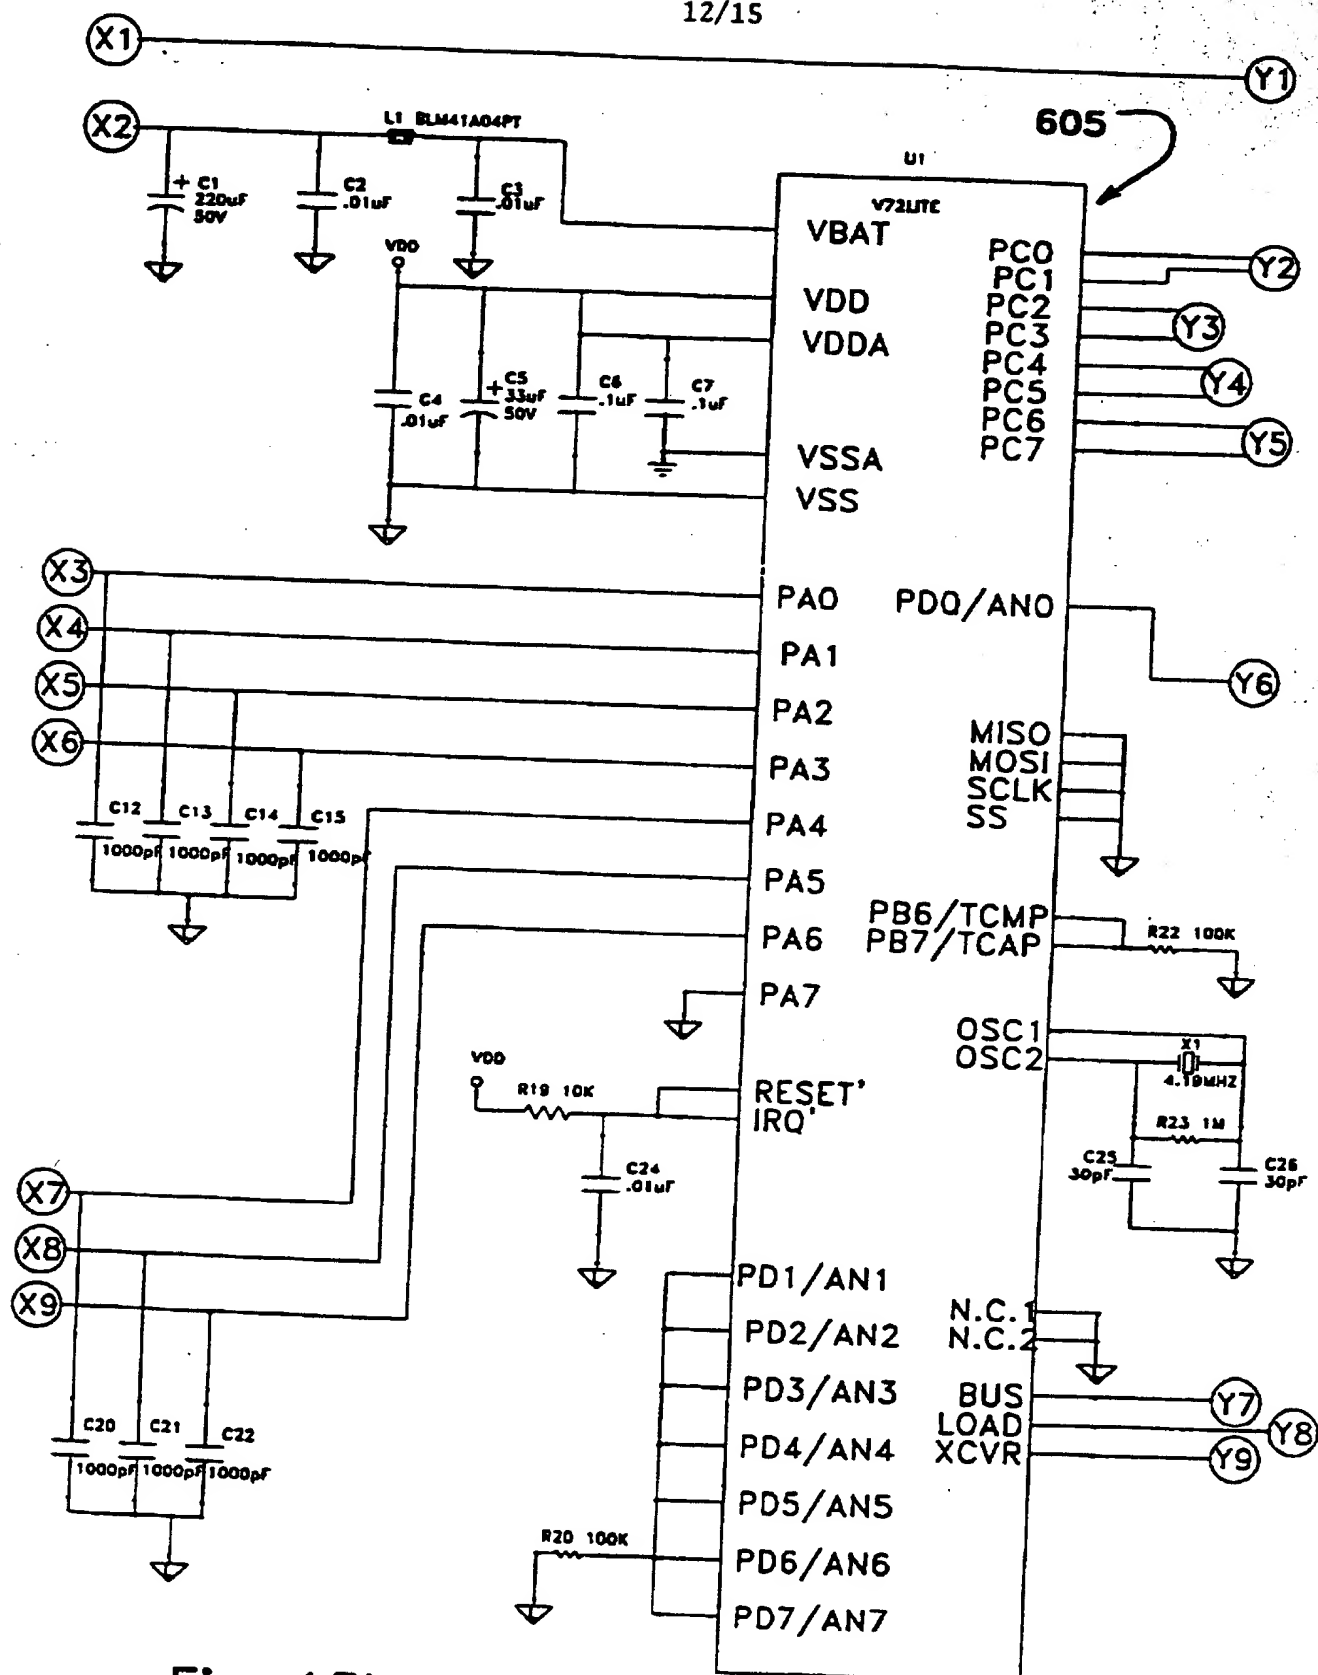 12/15
X1
Y1
X2
L1 BLM41A04PT
605
U1
V72LITE
C1
220uF
50V
C2
.01uF
C3
.01uF
VBAT
VDD
PC0
Y2
PC1
VDD
PC2
PC3
Y3
VDDA
PC4
PC5
Y4
C4
.01uF
C5
33uF
50V
C6
.1uF
C7
.1uF
PC6
PC7
Y5
VSSA
VSS
X3
PA0
PD0/AN0
X4
PA1
X5
PA2
Y6
X6
PA3
MISO
MOSI
SCLK
SS
C12
1000pF
C13
1000pF
C14
1000pF
C15
1000pF
PA4
PA5
PA6
PB6/TCMP
PB7/TCAP
R22 100K
PA7
OSC1
OSC2
X1
4.19MHZ
VDD
R19 10K
RESET'
IRQ'
R23 1M
C24
.01uF
C25
30pF
C26
30pF
X7
X8
X9
PD1/AN1
N.C.1
N.C.2
PD2/AN2
PD3/AN3
BUS
Y7
LOAD
Y8
XCVR
Y9
C20
1000pF
C21
1000pF
C22
1000pF
PD4/AN4
PD5/AN5
R20 100K
PD6/AN6
PD7/AN7